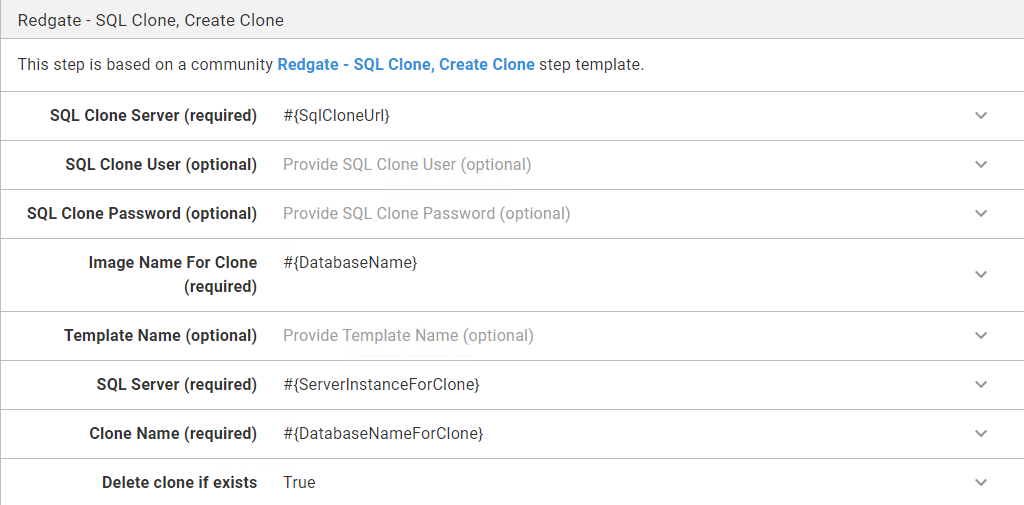 Redgate - SQL Clone, Create Clone
This step is based on a community Redgate - SQL Clone, Create Clone step template.
SQL Clone Server (required) #{SqlCloneUrl}
SQL Clone User (optional) Provide SQL Clone User (optional)
SQL Clone Password (optional) Provide SQL Clone Password (optional)
Image Name For Clone #{DatabaseName}
(required)
Template Name (optional) Provide Template Name (optional)
SQL Server (required) #{ServerInstanceForClone}
Clone Name (required) #{DatabaseNameForClone}
Delete clone if exists True